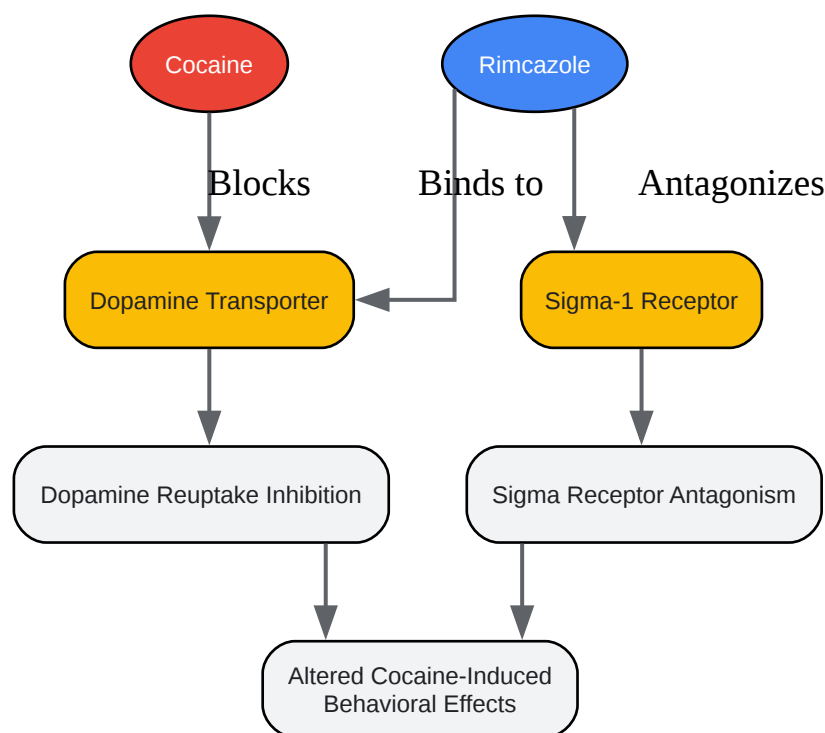 Cocaine
Rimcazole
Blocks
Binds to
Antagonizes
Dopamine Transporter
Sigma-1 Receptor
Dopamine Reuptake Inhibition
Sigma Receptor Antagonism
Altered Cocaine-Induced
Behavioral Effects